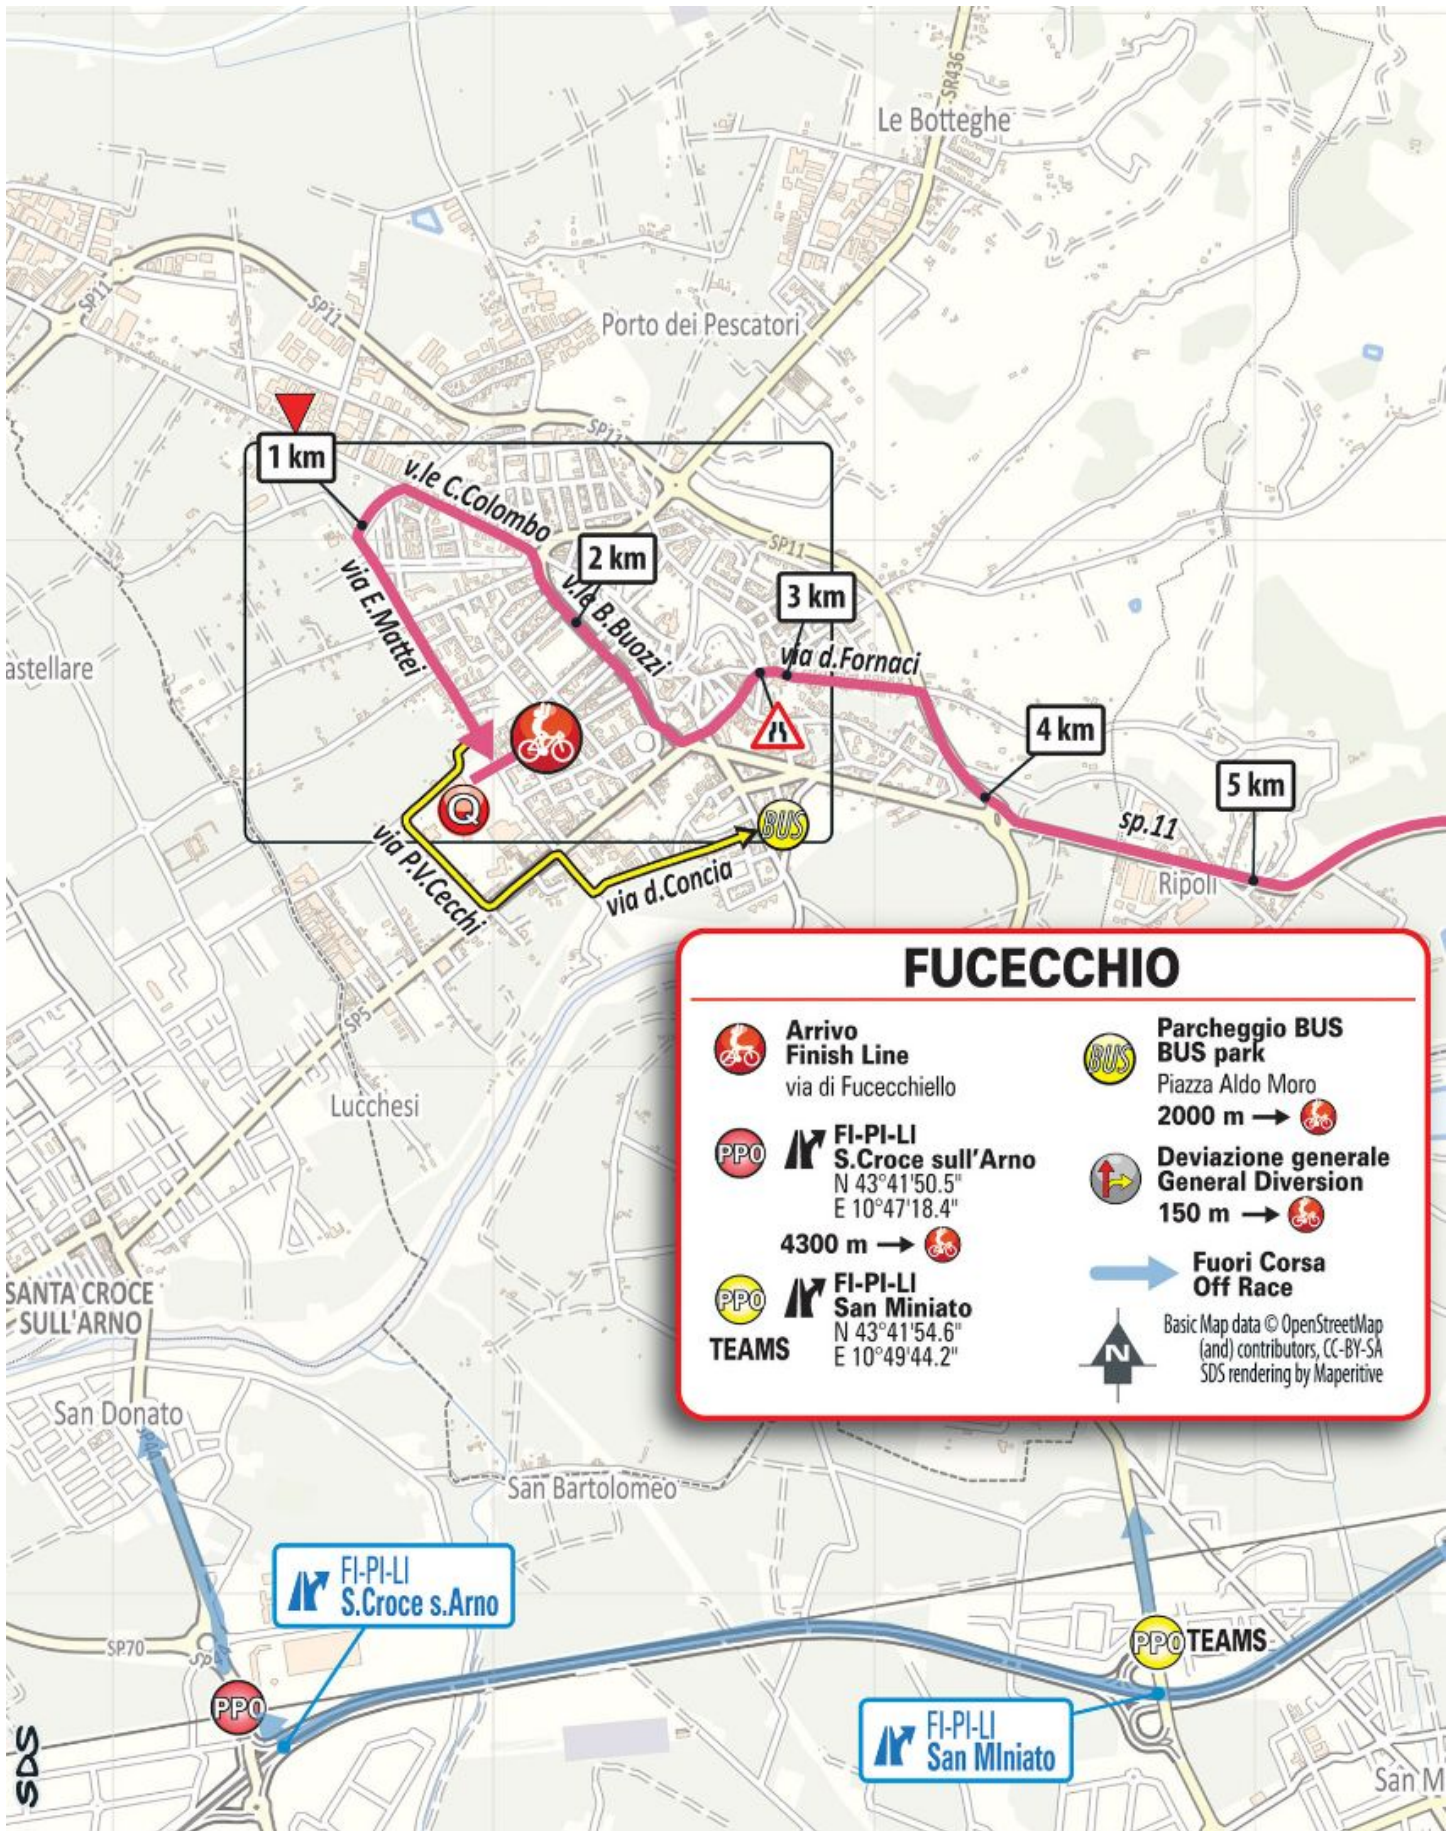 SR436
Le Botteghe
SP11
SP11
Porto dei Pescatori
SP11
1 km
v.le C.Colombo
SP11
2 km
3 km
via E.Mattei
v.le B.Buozzi
via d.Fornaci
astellare
4 km
5 km
sp.11
Ripoli
Q
BUS
via P.V.Cecchi
via d.Concia
SP5
Lucchesi
SANTA CROCE
SULL'ARNO
FUCECCHIO
Arrivo
Finish Line
via di Fucecchiello
PPO
FI-PI-LI
S.Croce sull'Arno
N 43°41'50.5"
E 10°47'18.4"
4300 m
PPO
TEAMS
FI-PI-LI
San Miniato
N 43°41'54.6"
E 10°49'44.2"
BUS
Parcheggio BUS
BUS park
Piazza Aldo Moro
2000 m
Deviazione generale
General Diversion
150 m
Fuori Corsa
Off Race
N
Basic Map data © OpenStreetMap
(and) contributors, CC-BY-SA
SDS rendering by Maperitive
San Donato
San Bartolomeo
FI-PI-LI
S.Croce s.Arno
SP70
PPO
PPO TEAMS
FI-PI-LI
San MIniato
San M
SDS